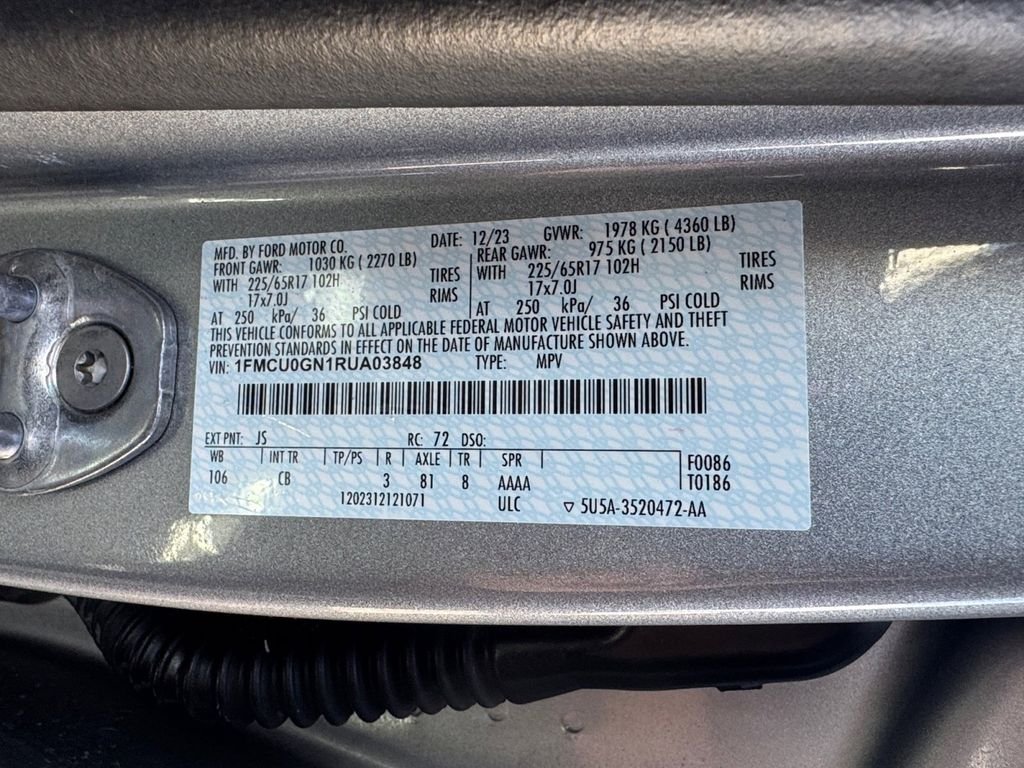 MFD. BY FORD MOTOR CO. DATE: 12/23 GVWR: 1978 KG ( 4360 LB)
FRONT GAWR: 1030 KG ( 2270 LB) REAR GAWR: 975 KG ( 2150 LB)
WITH 225/65R17 102H TIRES WITH 225/65R17 102H TIRES
17x7.0J RIMS 17x7.0J RIMS
AT 250 kPa/ 36 PSI COLD AT 250 kPa/ 36 PSI COLD
THIS VEHICLE CONFORMS TO ALL APPLICABLE FEDERAL MOTOR VEHICLE SAFETY AND THEFT
PREVENTION STANDARDS IN EFFECT ON THE DATE OF MANUFACTURE SHOWN ABOVE.
VIN: 1FMCU0GN1RUA03848 TYPE: MPV
EXT PNT: JS RC: 72 DSO:
WB INT TR TP/PS R AXLE TR SPR F0086
106 CB 3 81 8 AAAA T0186
1202312121071 ULC 5U5A-3520472-AA